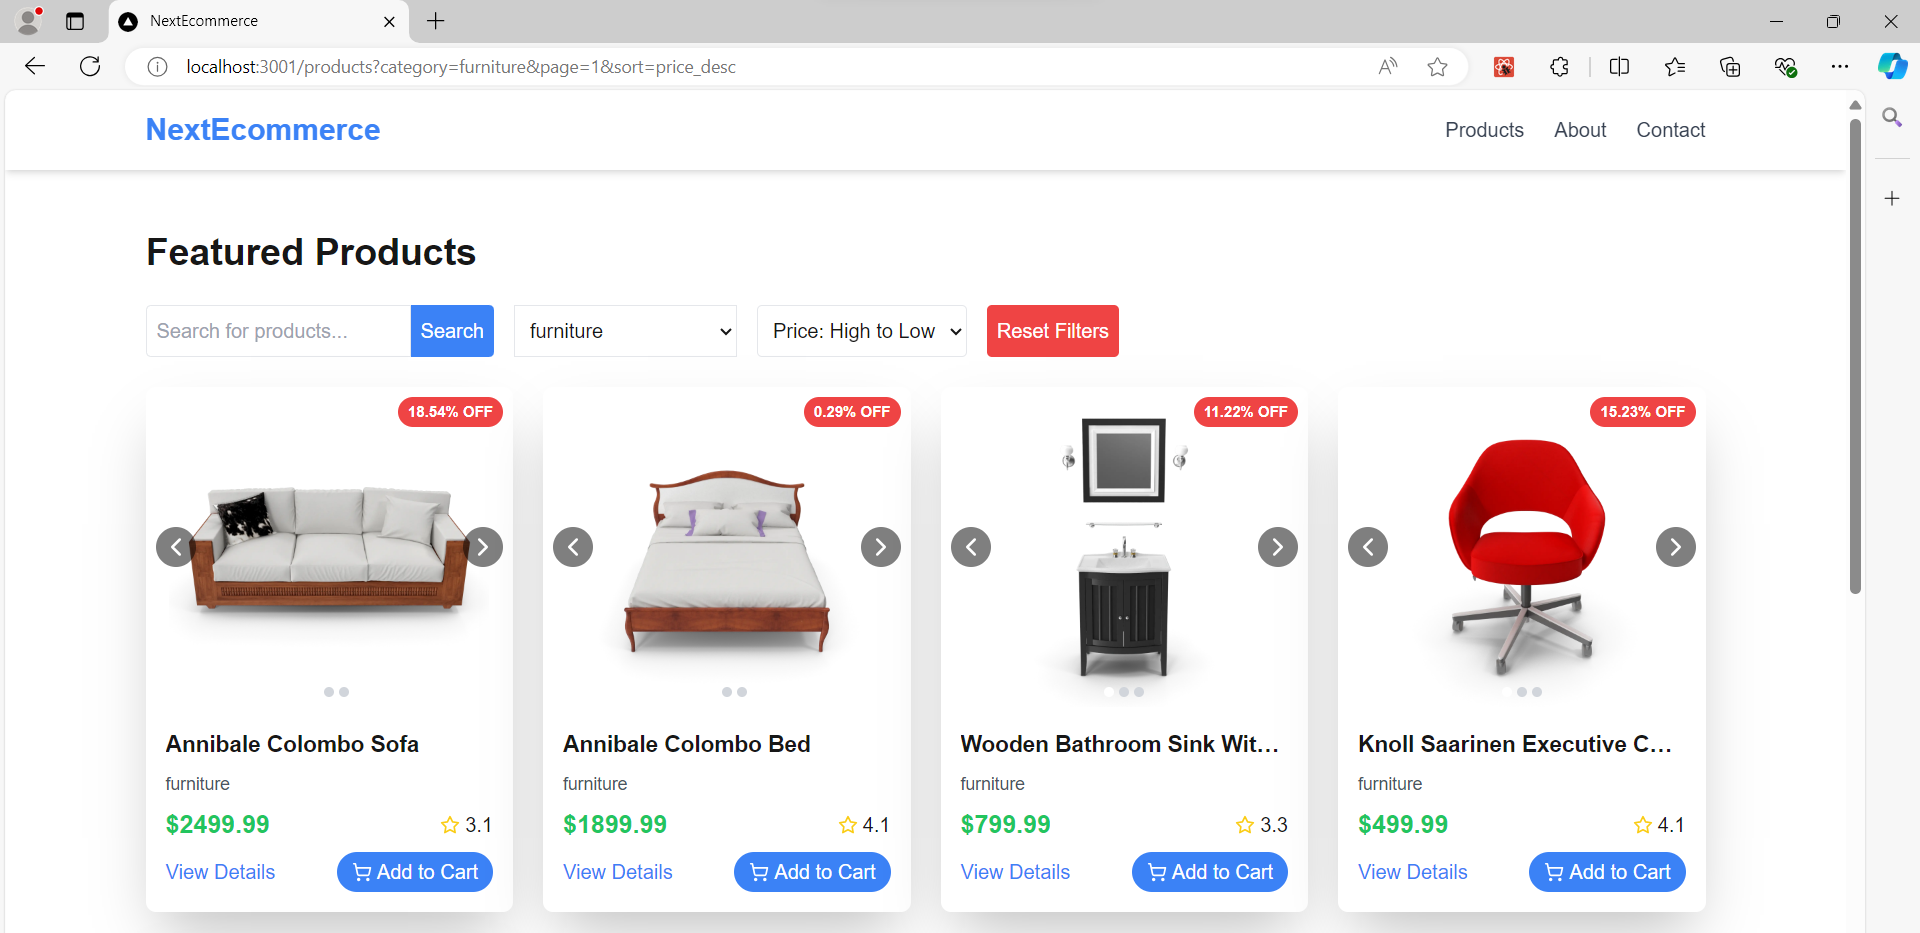 NextEcommerce
localhost:3001/products?category=furniture&page=1&sort=price_desc
NextEcommerce
Products About Contact
Featured Products
Search for products...
Search
furniture
Price: High to Low
Reset Filters
18.54% OFF
0.29% OFF
11.22% OFF
15.23% OFF
Annibale Colombo Sofa
furniture
$2499.99
3.1
View Details
Add to Cart
Annibale Colombo Bed
furniture
$1899.99
4.1
View Details
Add to Cart
Wooden Bathroom Sink Wit...
furniture
$799.99
3.3
View Details
Add to Cart
Knoll Saarinen Executive C...
furniture
$499.99
4.1
View Details
Add to Cart